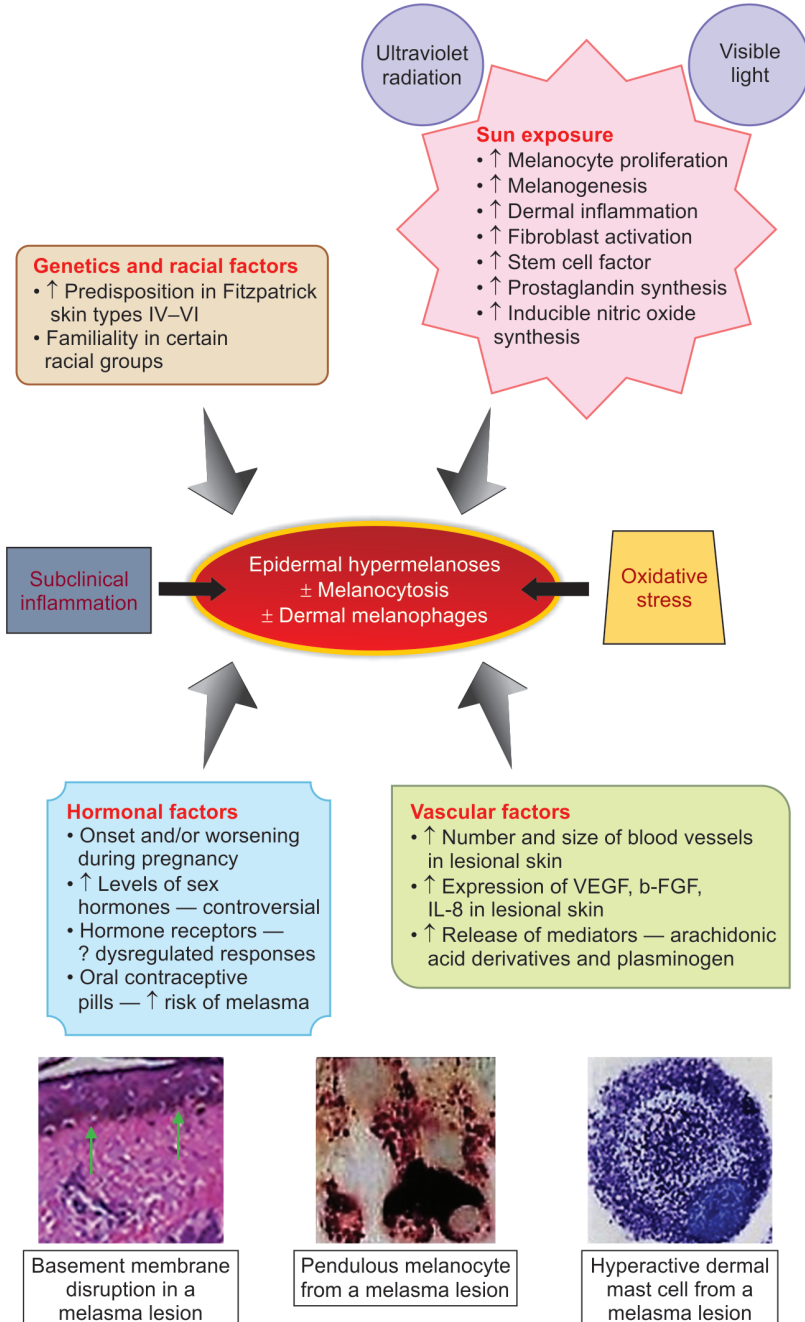 Ultraviolet
radiation
Visible
light
Sun exposure
• ↑ Melanocyte proliferation
• ↑ Melanogenesis
• ↑ Dermal inflammation
• ↑ Fibroblast activation
• ↑ Stem cell factor
• ↑ Prostaglandin synthesis
• ↑ Inducible nitric oxide
synthesis
Genetics and racial factors
• ↑ Predisposition in Fitzpatrick
skin types IV–VI
• Familiality in certain
racial groups
Subclinical
inflammation
Epidermal hypermelanoses
± Melanocytosis
± Dermal melanophages
Oxidative
stress
Hormonal factors
• Onset and/or worsening
during pregnancy
• ↑ Levels of sex
hormones — controversial
• Hormone receptors —
? dysregulated responses
• Oral contraceptive
pills — ↑ risk of melasma
Vascular factors
• ↑ Number and size of blood vessels
in lesional skin
• ↑ Expression of VEGF, b-FGF,
IL-8 in lesional skin
• ↑ Release of mediators — arachidonic
acid derivatives and plasminogen
Basement membrane
disruption in a
melasma lesion
Pendulous melanocyte
from a melasma lesion
Hyperactive dermal
mast cell from a
melasma lesion